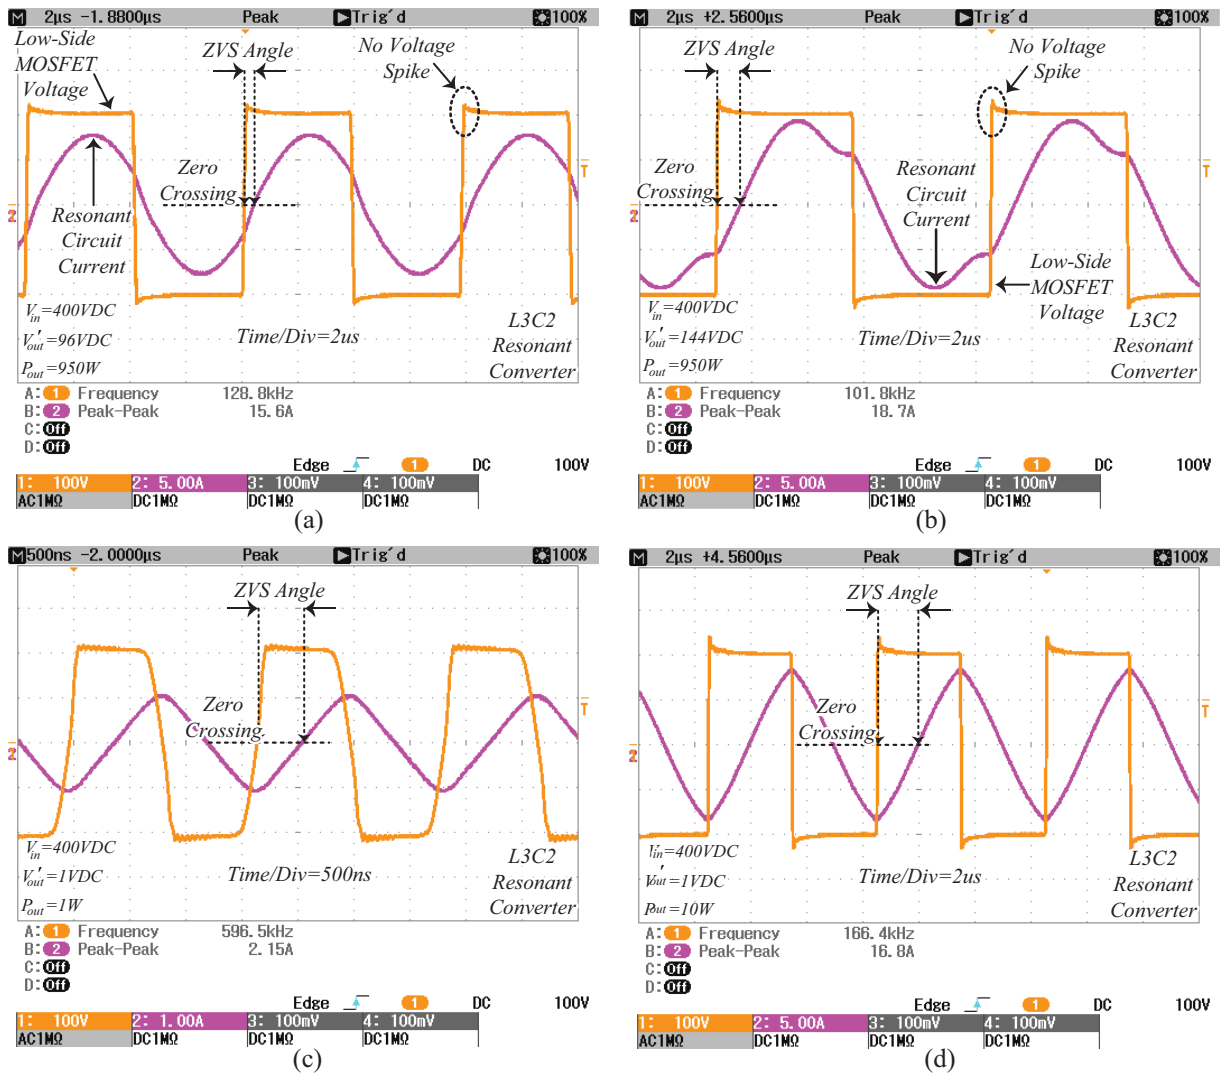 M 2µs -1.8800µs Peak Trig'd 100%
Low-Side
MOSFET
Voltage
ZVS Angle
No Voltage
Spike
Zero
Crossing
Resonant
Circuit
Current
T
2
Vin=400VDC
V'out=96VDC
Pout=950W
Time/Div=2us
L3C2
Resonant
Converter
A: 1 Frequency 128.8kHz
B: 2 Peak-Peak 15.6A
C: Off
D: Off
Edge 1 DC 100V
1: 100V 2: 5.00A 3: 100mV 4: 100mV
AC1MΩ DC1MΩ DC1MΩ DC1MΩ
(a)
M 2µs +2.5600µs Peak Trig'd 100%
ZVS Angle
No Voltage
Spike
Zero
Crossing
Resonant
Circuit
Current
T
2
Low-Side
MOSFET
Voltage
Vin=400VDC
V'out=144VDC
Pout=950W
Time/Div=2us
L3C2
Resonant
Converter
A: 1 Frequency 101.8kHz
B: 2 Peak-Peak 18.7A
C: Off
D: Off
Edge 1 DC 100V
1: 100V 2: 5.00A 3: 100mV 4: 100mV
AC1MΩ DC1MΩ DC1MΩ DC1MΩ
(b)
M 500ns -2.0000µs Peak Trig'd 100%
ZVS Angle
Zero
Crossing
T
2
Vin=400VDC
V'out=1VDC
Pout=1W
Time/Div=500ns
L3C2
Resonant
Converter
A: 1 Frequency 596.5kHz
B: 2 Peak-Peak 2.15A
C: Off
D: Off
Edge 1 DC 100V
1: 100V 2: 1.00A 3: 100mV 4: 100mV
AC1MΩ DC1MΩ DC1MΩ DC1MΩ
(c)
M 2µs +4.5600µs Peak Trig'd 100%
ZVS Angle
Zero
Crossing
T
2
Vin=400VDC
V'out=1VDC
Pout=10W
Time/Div=2us
L3C2
Resonant
Converter
A: 1 Frequency 166.4kHz
B: 2 Peak-Peak 16.8A
C: Off
D: Off
Edge 1 DC 100V
1: 100V 2: 5.00A 3: 100mV 4: 100mV
AC1MΩ DC1MΩ DC1MΩ DC1MΩ
(d)